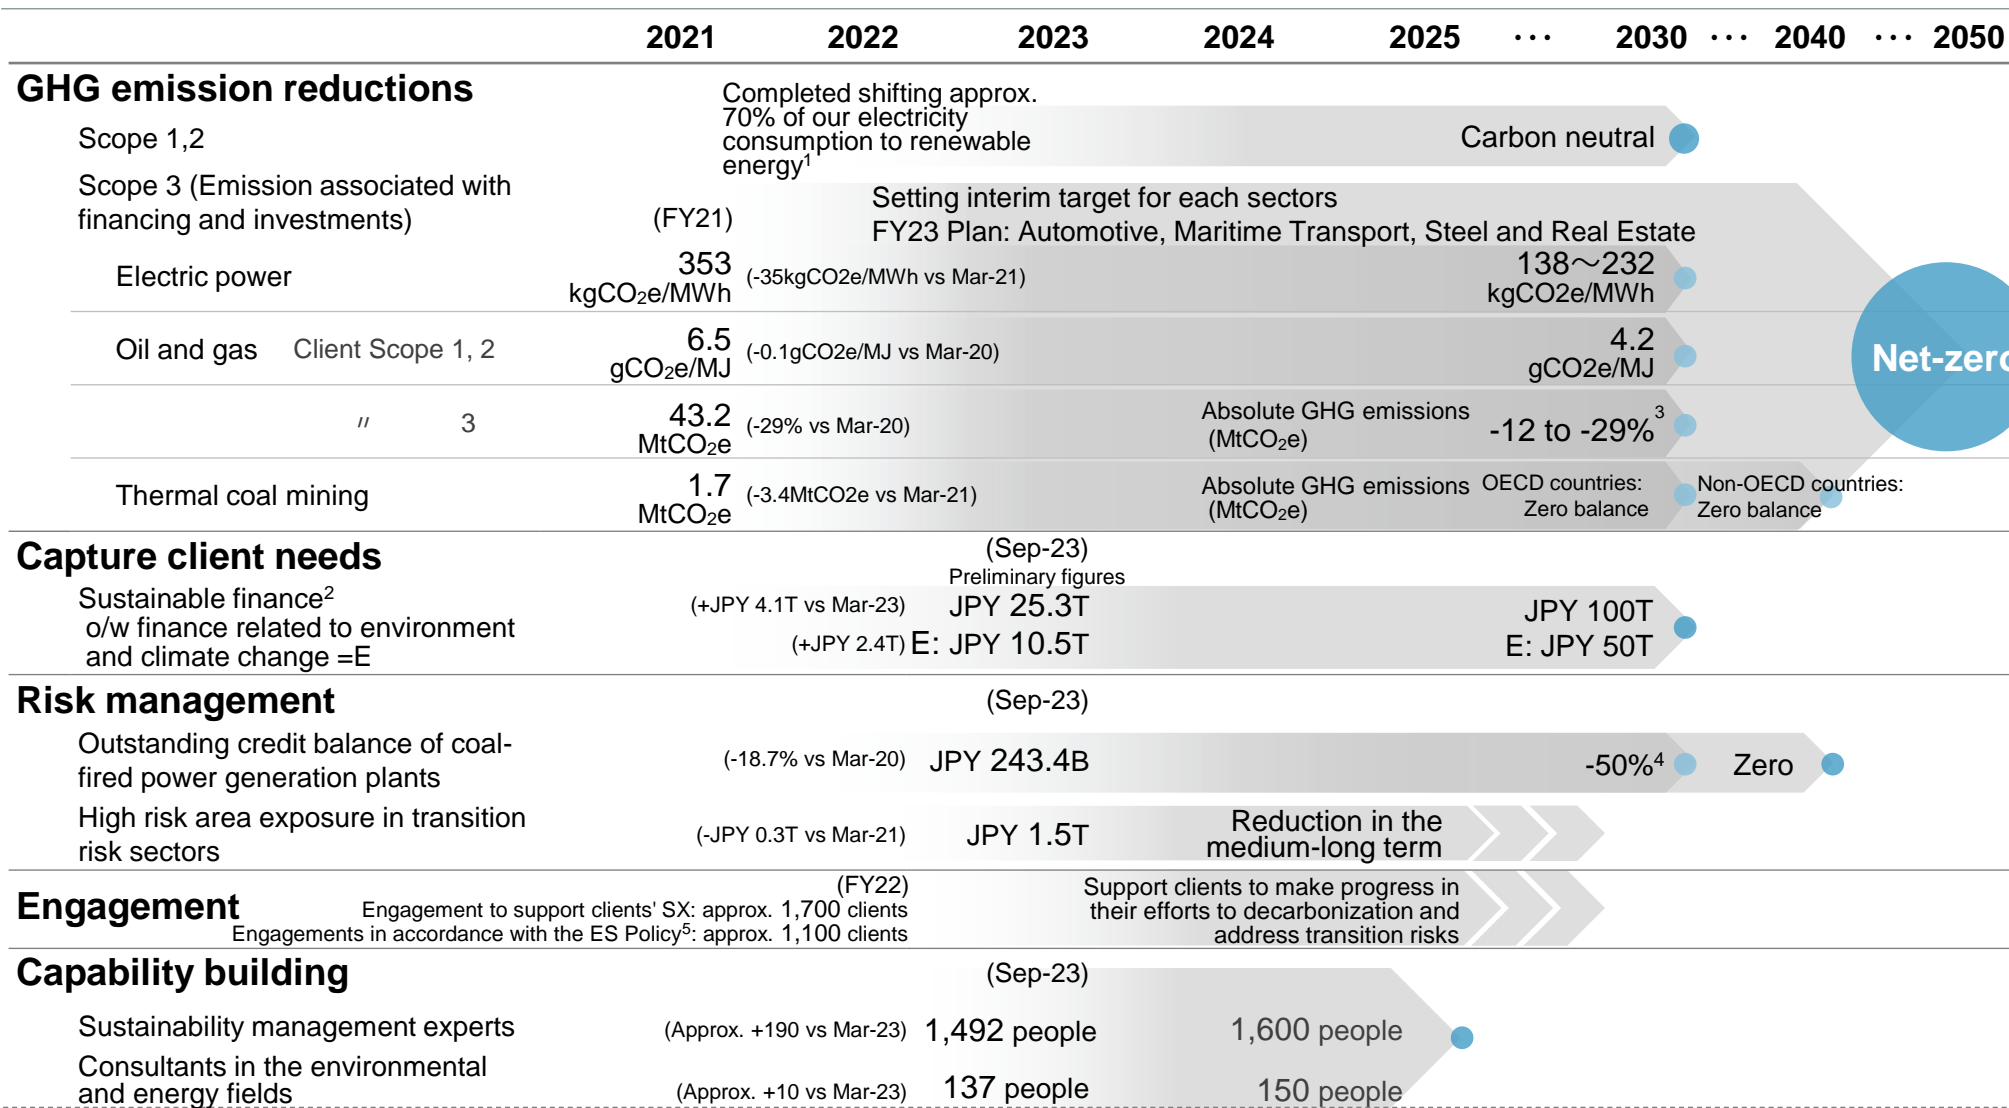 2021 2022 2023 2024 2025 ··· 2030 ··· 2040 ··· 2050
GHG emission reductions
Completed shifting approx.
70% of our electricity
consumption to renewable
energy1
Scope 1,2
Carbon neutral
Scope 3 (Emission associated with
financing and investments)
(FY21)
Setting interim target for each sectors
FY23 Plan: Automotive, Maritime Transport, Steel and Real Estate
Electric power
353
kgCO2e/MWh
(-35kgCO2e/MWh vs Mar-21)
138～232
kgCO2e/MWh
Oil and gas Client Scope 1, 2
6.5
gCO2e/MJ
(-0.1gCO2e/MJ vs Mar-20)
4.2
gCO2e/MJ
〃 3
43.2
MtCO2e
(-29% vs Mar-20)
Absolute GHG emissions
(MtCO2e)
-12 to -29%3
Thermal coal mining
1.7
MtCO2e
(-3.4MtCO2e vs Mar-21)
Absolute GHG emissions
(MtCO2e)
OECD countries:
Zero balance
Non-OECD countries:
Zero balance
Net-zero
Capture client needs
(Sep-23)
Preliminary figures
Sustainable finance2
o/w finance related to environment
and climate change =E
(+JPY 4.1T vs Mar-23) JPY 25.3T
(+JPY 2.4T) E: JPY 10.5T
JPY 100T
E: JPY 50T
Risk management
(Sep-23)
Outstanding credit balance of coal-
fired power generation plants
(-18.7% vs Mar-20) JPY 243.4B
-50%4
Zero
High risk area exposure in transition
risk sectors
(-JPY 0.3T vs Mar-21) JPY 1.5T
Reduction in the
medium-long term
Engagement
(FY22)
Engagement to support clients' SX: approx. 1,700 clients
Engagements in accordance with the ES Policy5: approx. 1,100 clients
Support clients to make progress in
their efforts to decarbonization and
address transition risks
Capability building
(Sep-23)
Sustainability management experts
(Approx. +190 vs Mar-23) 1,492 people
1,600 people
Consultants in the environmental
and energy fields
(Approx. +10 vs Mar-23) 137 people
150 people